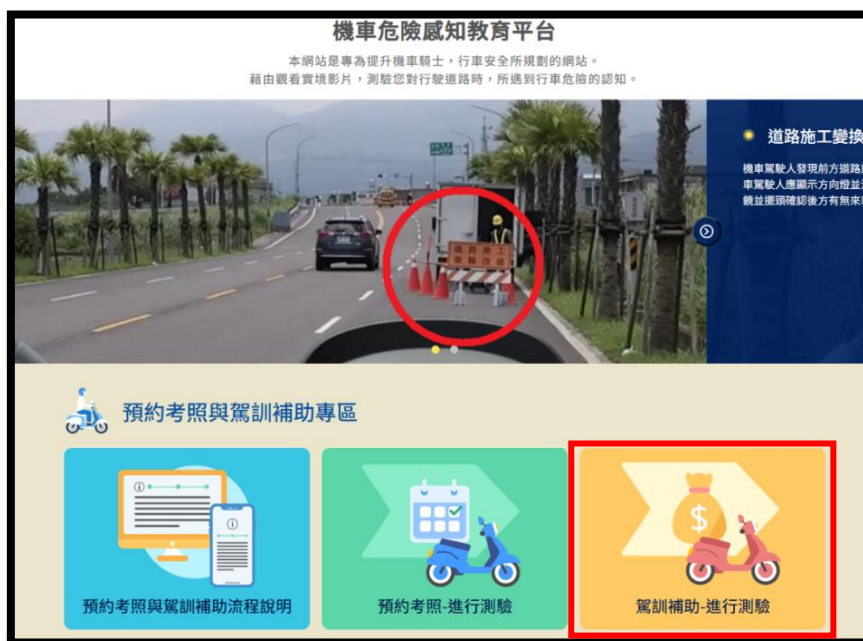 機車危險感知教育平台
本網站是專為提升機車騎士，行車安全所規劃的網站。
藉由觀看實境影片，測驗您對行駛道路時，所遇到行車危險的認知。
道路施工變換
機車駕駛人發現前方道路
車駕駛人應顯示方向燈並
鏡並擺頭確認後方有無來
道路施工
車輛改道
預約考照與駕訓補助專區
預約考照與駕訓補助流程說明
預約考照-進行測驗
駕訓補助-進行測驗